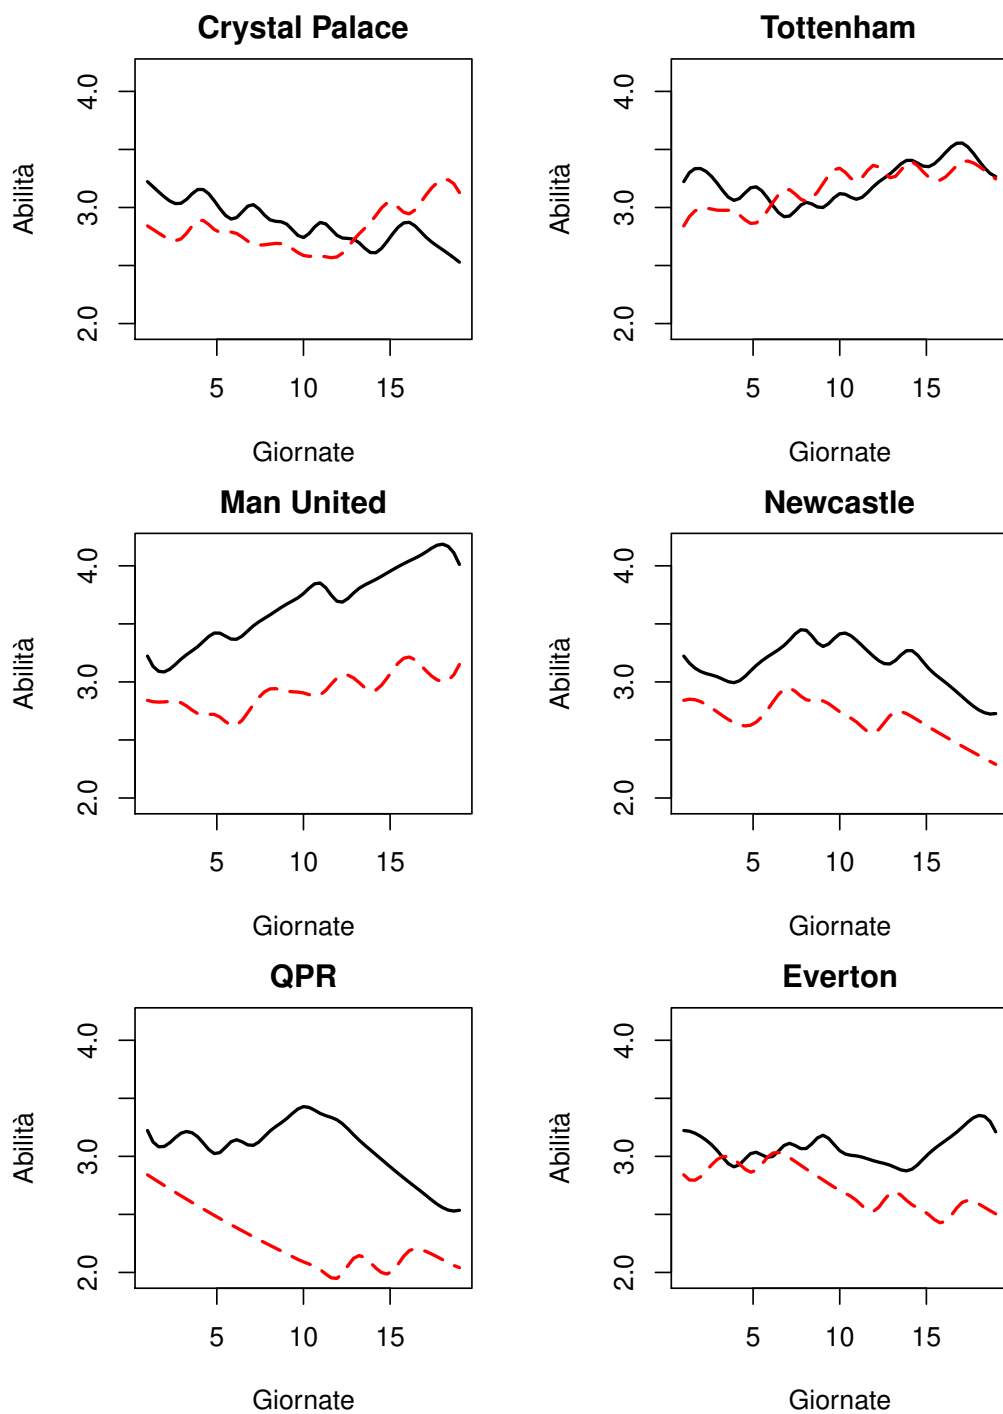 Crystal Palace
Abilità
4.0
3.0
2.0
5 10 15
Giornate
Tottenham
Abilità
4.0
3.0
2.0
5 10 15
Giornate
Man United
Abilità
4.0
3.0
2.0
5 10 15
Giornate
Newcastle
Abilità
4.0
3.0
2.0
5 10 15
Giornate
QPR
Abilità
4.0
3.0
2.0
5 10 15
Giornate
Everton
Abilità
4.0
3.0
2.0
5 10 15
Giornate